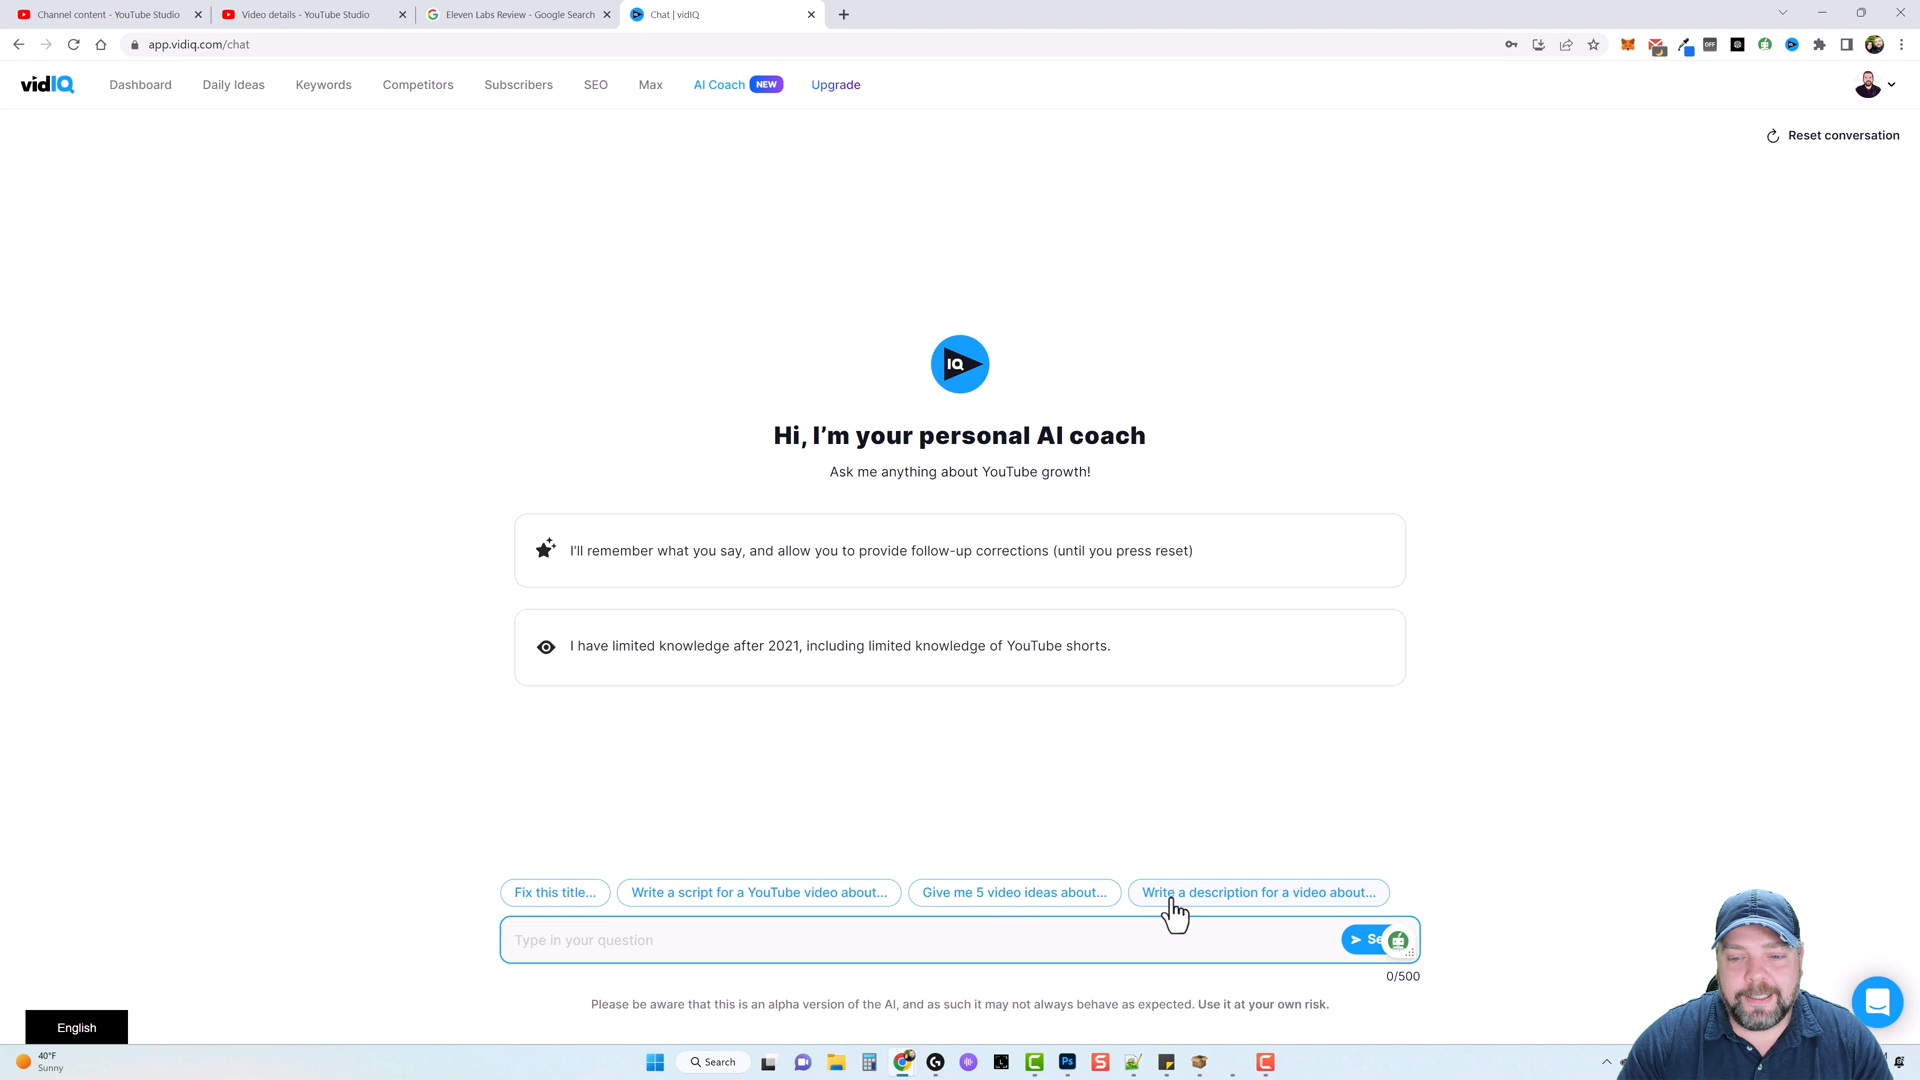 Channel content - YouTube Studio
Video details - YouTube Studio
Eleven Labs Review - Google Search
Chat | vidIQ
app.vidiq.com/chat
OFF
vidIQ
Dashboard
Daily Ideas
Keywords
Competitors
Subscribers
SEO
Max
AI Coach NEW
Upgrade
Reset conversation
IQ
Hi, I'm your personal AI coach
Ask me anything about YouTube growth!
I'll remember what you say, and allow you to provide follow-up corrections (until you press reset)
I have limited knowledge after 2021, including limited knowledge of YouTube shorts.
Fix this title...
Write a script for a YouTube video about...
Give me 5 video ideas about...
Write a description for a video about...
Type in your question
Se
0/500
Please be aware that this is an alpha version of the AI, and as such it may not always behave as expected. Use it at your own risk.
English
40°F
Sunny
Search
L
Ps
S
C